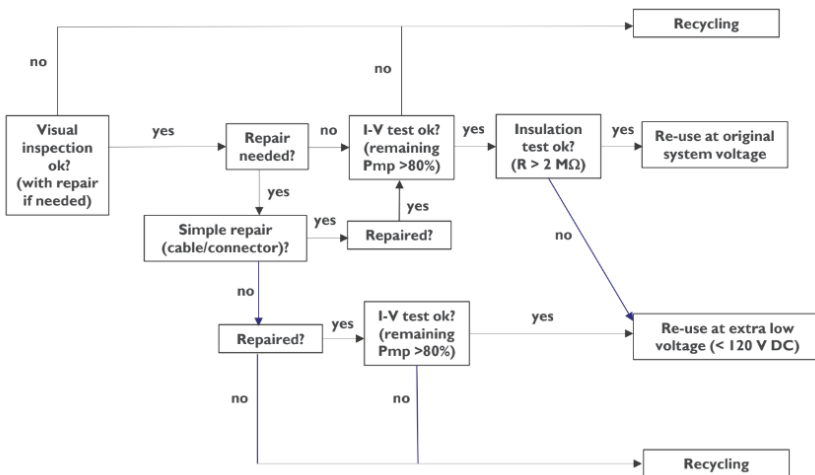 Recycling
no
no
Visual
inspection
ok?
(with repair
if needed)
yes
Repair
needed?
no
I-V test ok?
(remaining
Pmp >80%)
yes
Insulation
test ok?
(R > 2 MΩ)
yes
Re-use at original
system voltage
yes
yes
Simple repair
(cable/connector)?
yes
Repaired?
no
no
Repaired?
yes
I-V test ok?
(remaining
Pmp >80%)
yes
Re-use at extra low
voltage (< 120 V DC)
no
no
Recycling